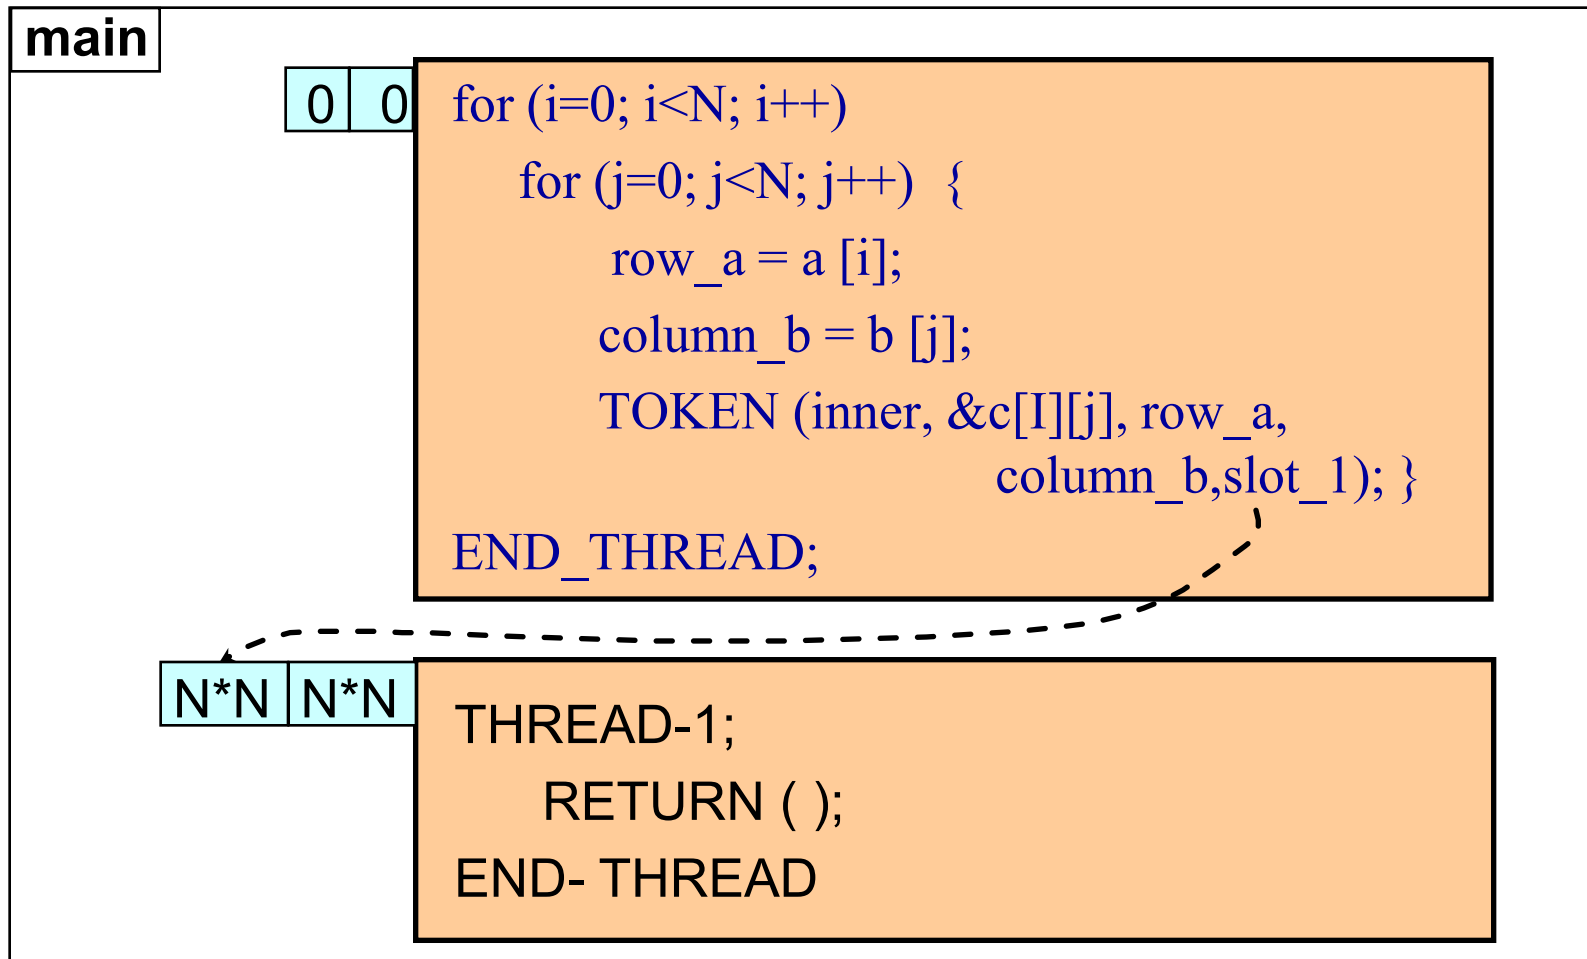 main
0 0
for (i=0; i<N; i++)
for (j=0; j<N; j++) {
row_a = a [i];
column_b = b [j];
TOKEN (inner, &c[I][j], row_a,
column_b,slot_1); }
END_THREAD;
N*N N*N
THREAD-1;
RETURN ( );
END- THREAD